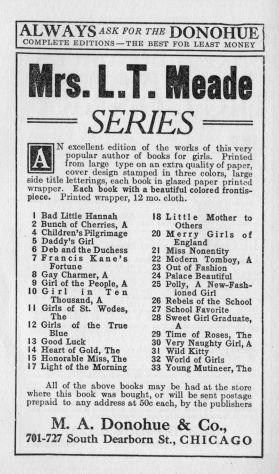 ALWAYS ASK FOR THE DONOHUE
COMPLETE EDITIONS—THE BEST FOR LEAST MONEY
Mrs. L. T. Meade
SERIES
AN excellent edition of the works of this very
popular author of books for girls. Printed
from large type on an extra quality of paper,
cover design stamped in three colors, large
side title letterings, each book in glazed paper printed
wrapper. Each book with a beautiful colored frontis-
piece. Printed wrapper, 12 mo. cloth.
1 Bad Little Hannah
2 Bunch of Cherries, A
4 Children's Pilgrimage
5 Daddy's Girl
6 Deb and the Duchess
7 Francis Kane's
Fortune
8 Gay Charmer, A
9 Girl of the People, A
10 Girl in Ten
Thousand, A
11 Girls of St. Wodes,
The
12 Girls of the True
Blue
13 Good Luck
14 Heart of Gold, The
15 Honorable Miss, The
17 Light of the Morning
18 Little Mother to
Others
20 Merry Girls of
England
21 Miss Nonentity
22 Modern Tomboy, A
23 Out of Fashion
24 Palace Beautiful
25 Polly, A New-Fash-
ioned Girl
26 Rebels of the School
27 School Favorite
28 Sweet Girl Graduate,
A
29 Time of Roses, The
30 Very Naughty Girl, A
31 Wild Kitty
32 World of Girls
33 Young Mutineer, The
All of the above books may be had at the store
where this book was bought, or will be sent postage
prepaid to any address at 50c each, by the publishers
M. A. Donohue & Co.,
701-727 South Dearborn St., CHICAGO